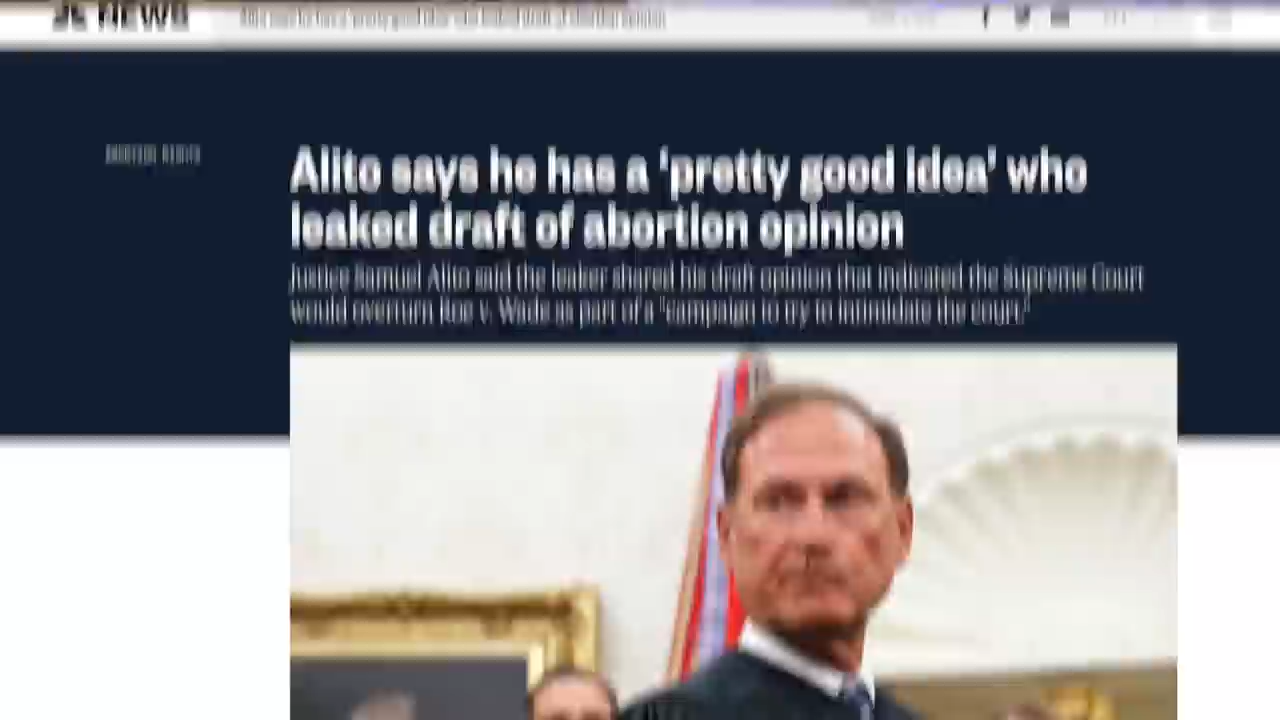 NEWS
Alito says he has a 'pretty good idea' who
leaked draft of abortion opinion
Justice Samuel Alito said the leaker shared his draft opinion that indicated the Supreme Court
would overturn Roe v. Wade as part of a "campaign to try to intimidate the court."